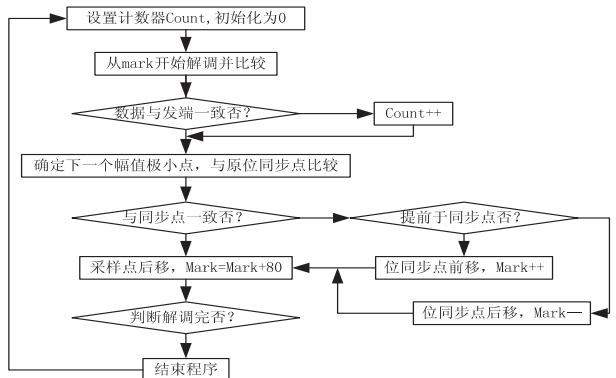 设置计数器Count,初始化为0
从mark开始解调并比较
数据与发端一致否?
Count++
确定下一个幅值极小点,与原位同步点比较
与同步点一致否?
提前于同步点否?
采样点后移,Mark=Mark+80
位同步点前移,Mark++
位同步点后移,Mark—
判断解调完否?
结束程序